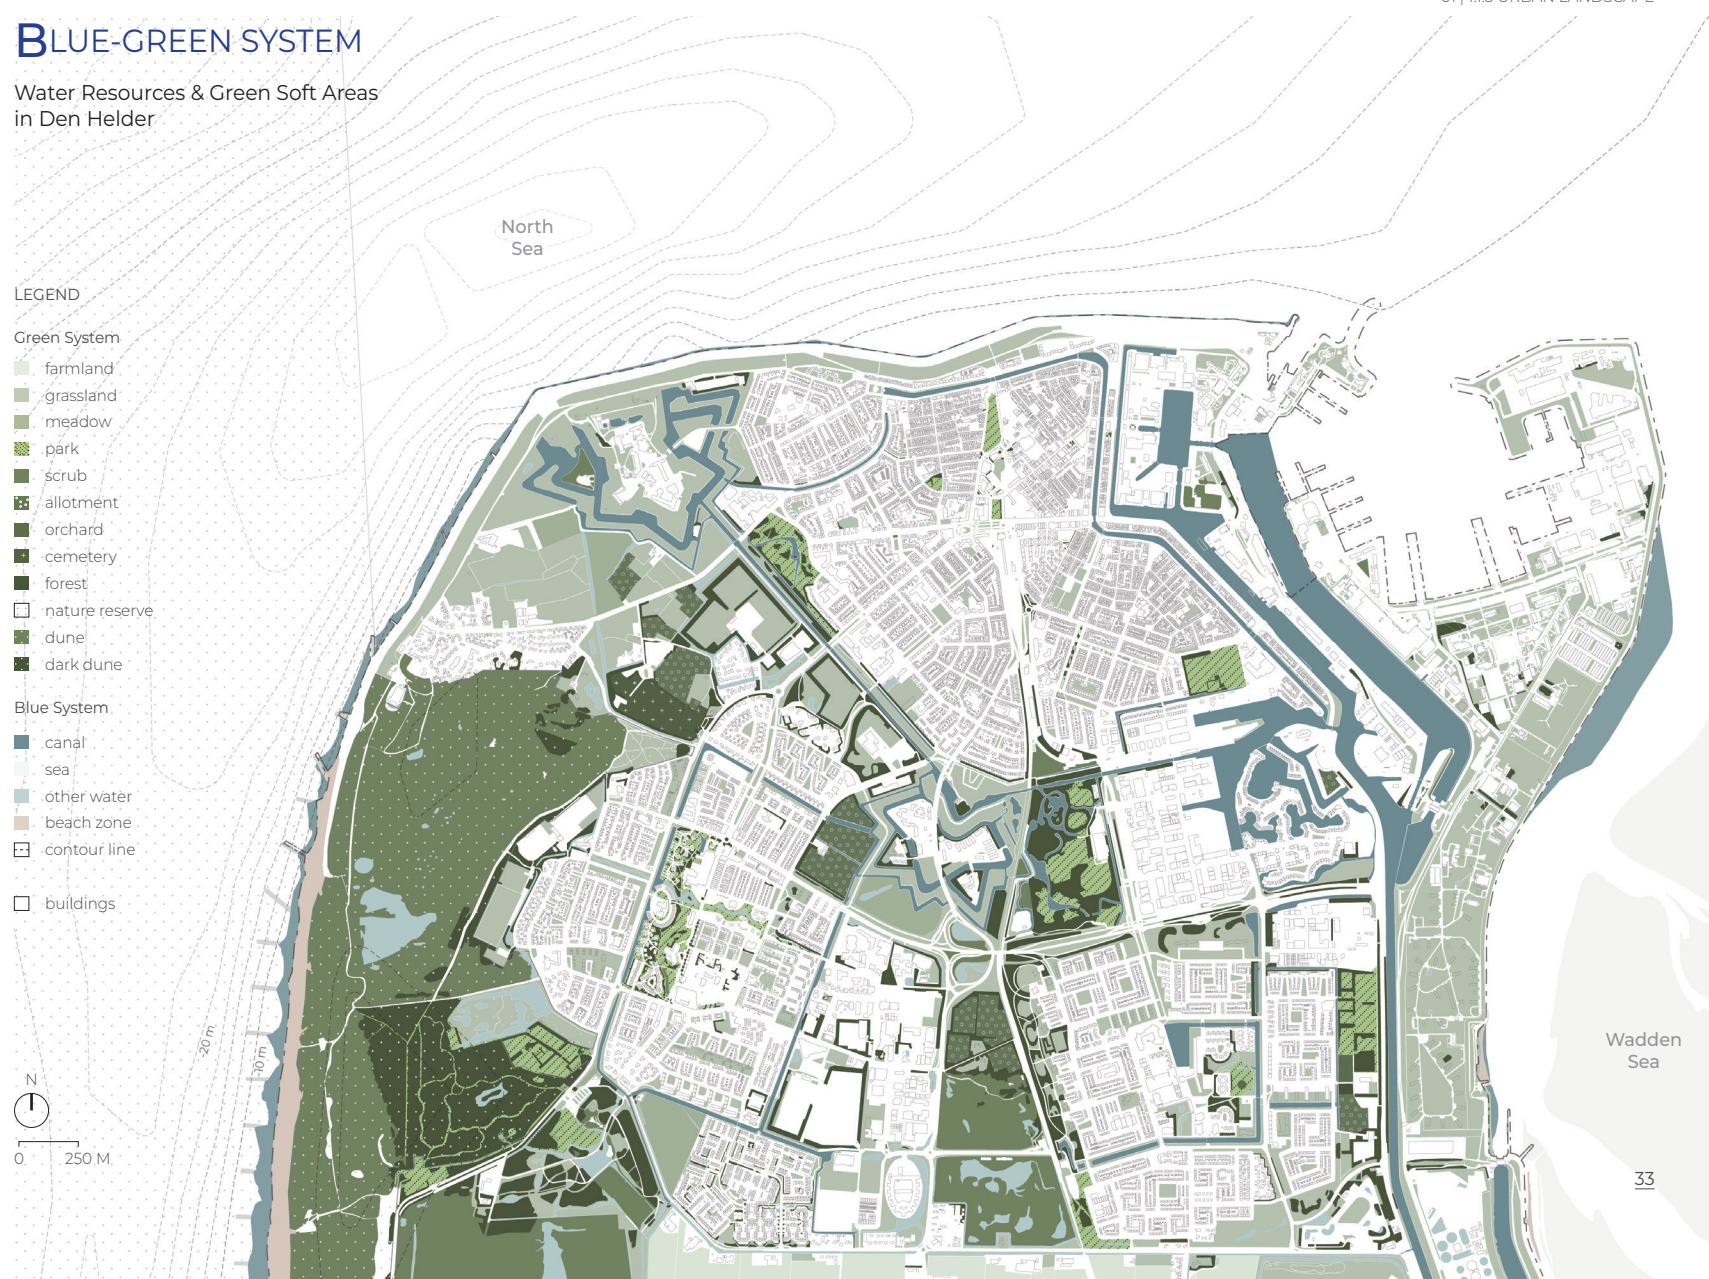 BLUE-GREEN SYSTEM
Water Resources & Green Soft Areas
in Den Helder
North
Sea
LEGEND
Green System
farmland
grassland
meadow
park
scrub
allotment
orchard
cemetery
forest
nature reserve
dune
dark dune
Blue System
canal
sea
other water
beach zone
contour line
buildings
20 m
10 m
N
0
250 M
Wadden
Sea
33